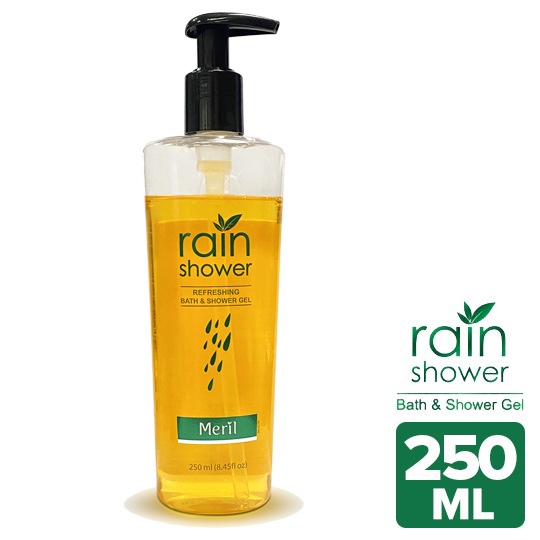 rain
shower
REFRESHING
BATH & SHOWER GEL
Meril
250 ml (8.45fl oz)
rain
shower
Bath & Shower Gel
250
ML